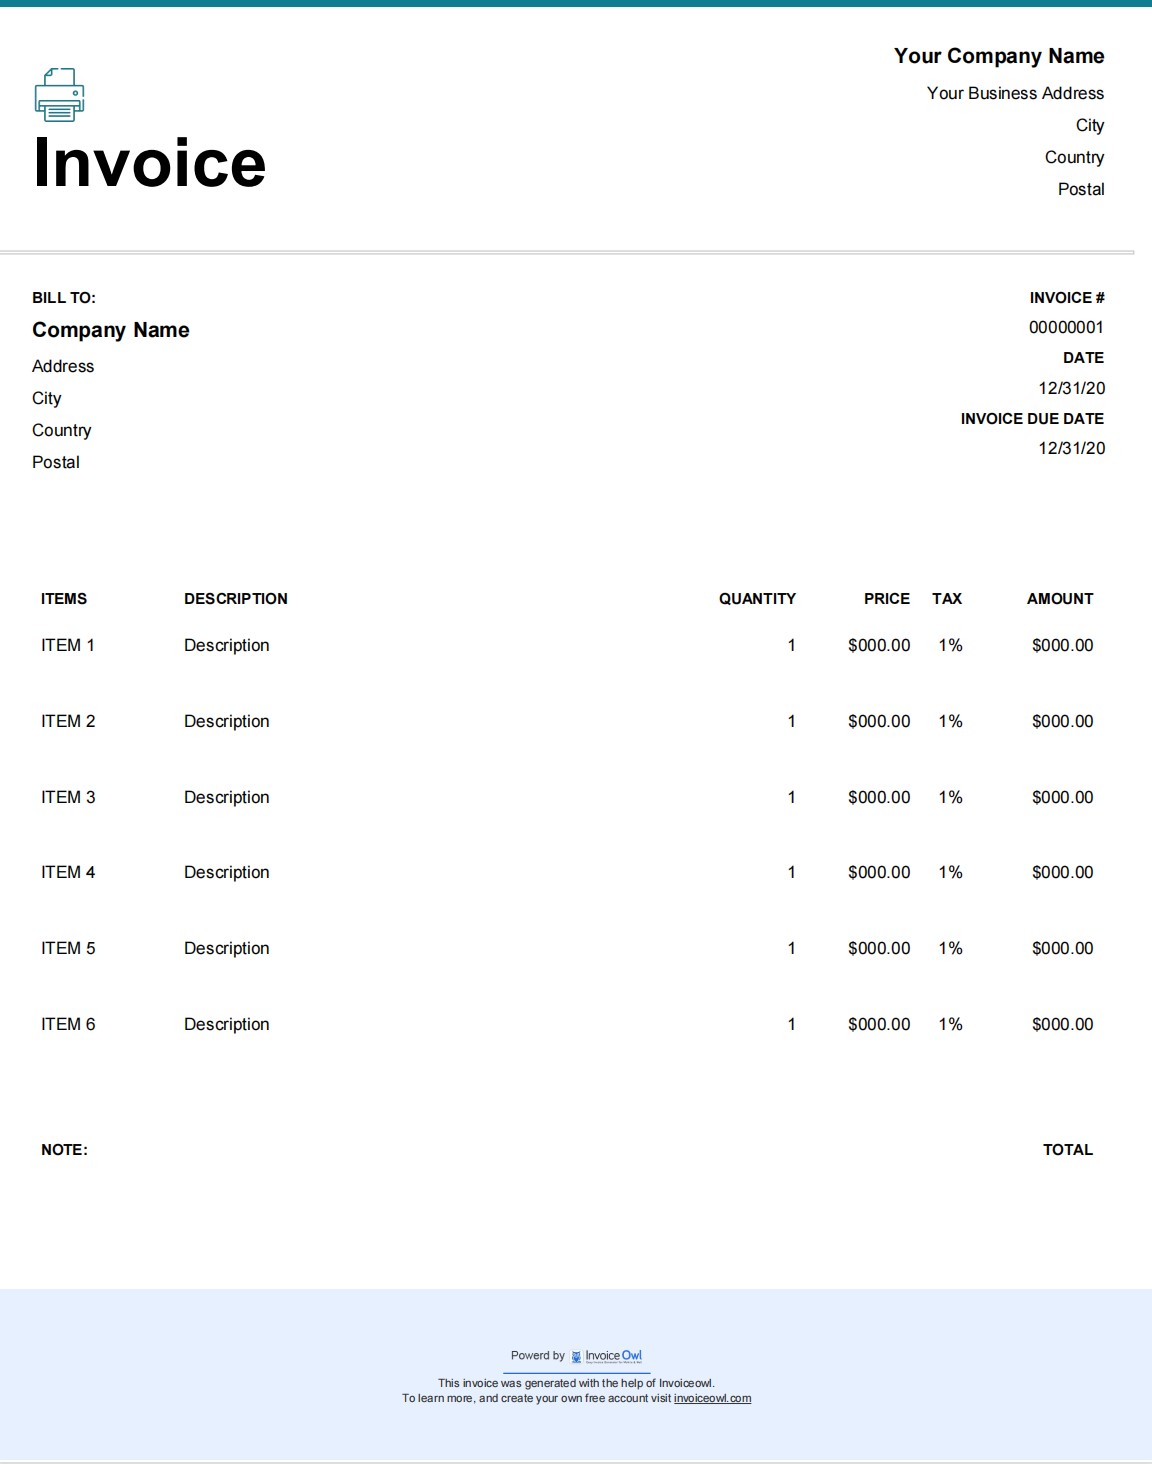 Your Company Name
Your Business Address
City
Country
Postal
Invoice
BILL TO:
Company Name
Address
City
Country
Postal
INVOICE #
00000001
DATE
12/31/20
INVOICE DUE DATE
12/31/20
ITEMS DESCRIPTION QUANTITY PRICE TAX AMOUNT
ITEM 1 Description 1 $000.00 1% $000.00
ITEM 2 Description 1 $000.00 1% $000.00
ITEM 3 Description 1 $000.00 1% $000.00
ITEM 4 Description 1 $000.00 1% $000.00
ITEM 5 Description 1 $000.00 1% $000.00
ITEM 6 Description 1 $000.00 1% $000.00
NOTE: TOTAL
Powerd by Invoice Owl
This invoice was generated with the help of Invoiceowl.
To learn more, and create your own free account visit invoiceowl.com